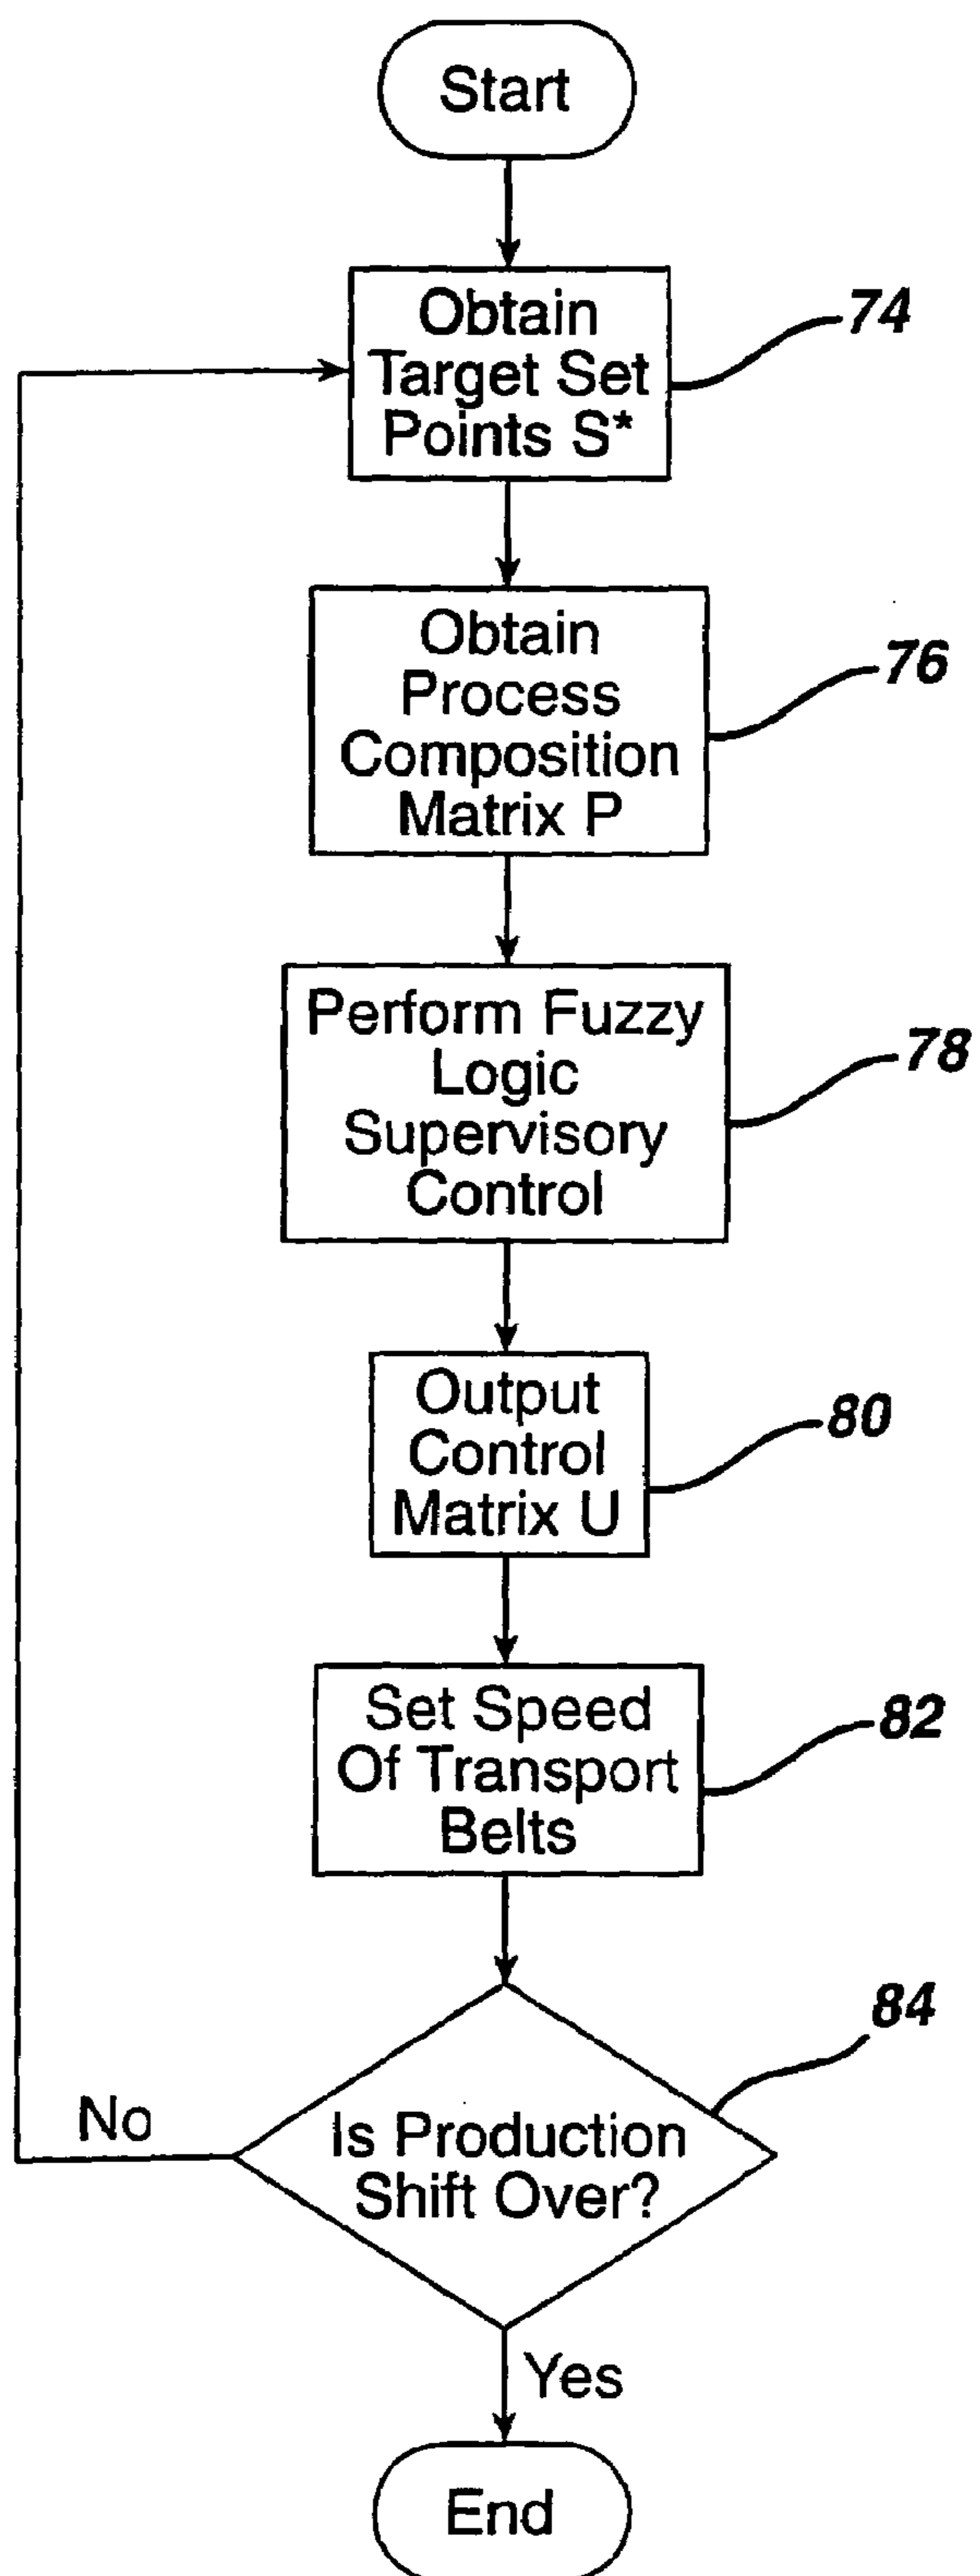 Start
Obtain
Target Set
Points S*
74
Obtain
Process
Composition
Matrix P
76
Perform Fuzzy
Logic
Supervisory
Control
78
Output
Control
Matrix U
80
Set Speed
Of Transport
Belts
82
84
Is Production
Shift Over?
No
Yes
End